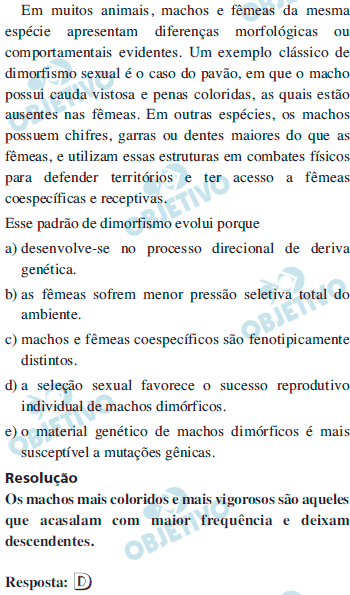 Em muitos animais, machos e fêmeas da mesma
espécie apresentam diferenças morfológicas ou
comportamentais evidentes. Um exemplo clássico de
dimorfismo sexual é o caso do pavão, em que o macho
possui cauda vistosa e penas coloridas, as quais estão
ausentes nas fêmeas. Em outras espécies, os machos
possuem chifres, garras ou dentes maiores do que as
fêmeas, e utilizam essas estruturas em combates físicos
para defender territórios e ter acesso a fêmeas
coespecíficas e receptivas.
Esse padrão de dimorfismo evolui porque
a) desenvolve-se no processo direcional de deriva
genética.
b) as fêmeas sofrem menor pressão seletiva total do
ambiente.
c) machos e fêmeas coespecíficos são fenotipicamente
distintos.
d) a seleção sexual favorece o sucesso reprodutivo
individual de machos dimórficos.
e) o material genético de machos dimórficos é mais
susceptível a mutações gênicas.
Resolução
Os machos mais coloridos e mais vigorosos são aqueles
que acasalam com maior frequência e deixam
descendentes.
Resposta: D
OBJETIVO
OBJETIVO
OBJETIVO
OBJETIVO
OBJETIVO